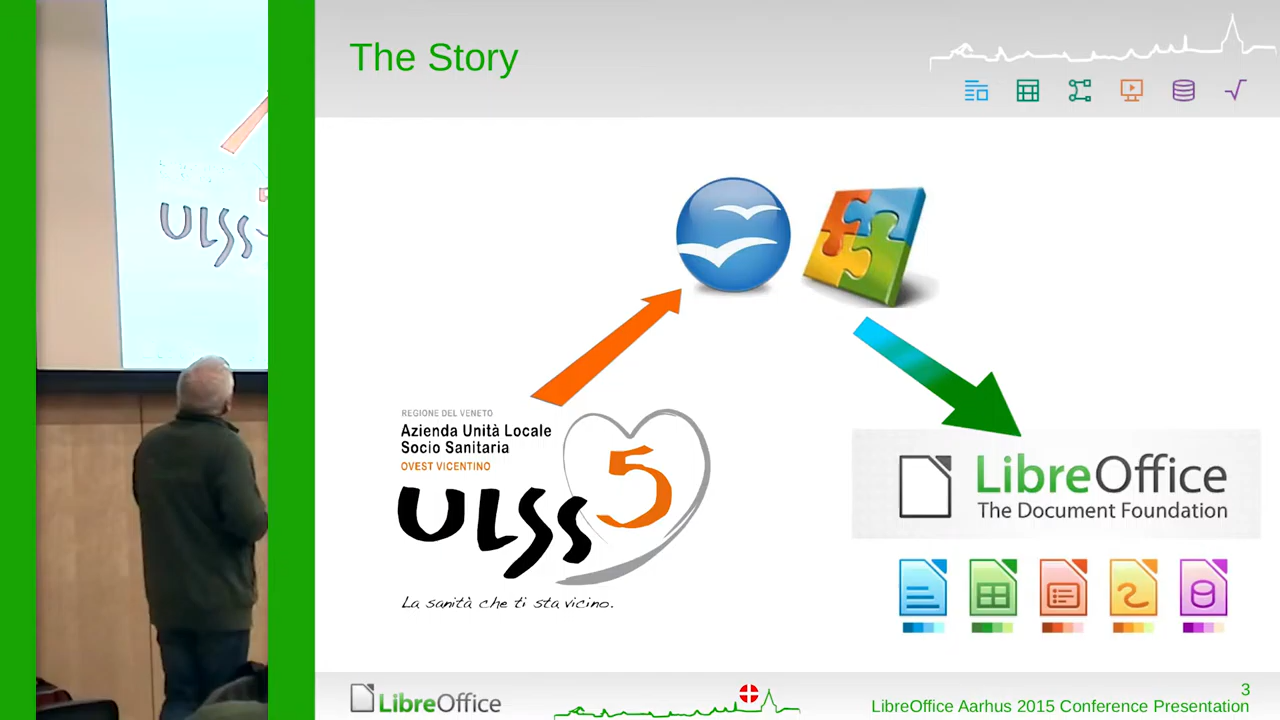 The Story
ULSS
REGIONE DEL VENETO
Azienda Unità Locale
Socio Sanitaria
OVEST VICENTINO
ULSS 5
La sanità che ti sta vicino.
LibreOffice
The Document Foundation
LibreOffice
3
LibreOffice Aarhus 2015 Conference Presentation